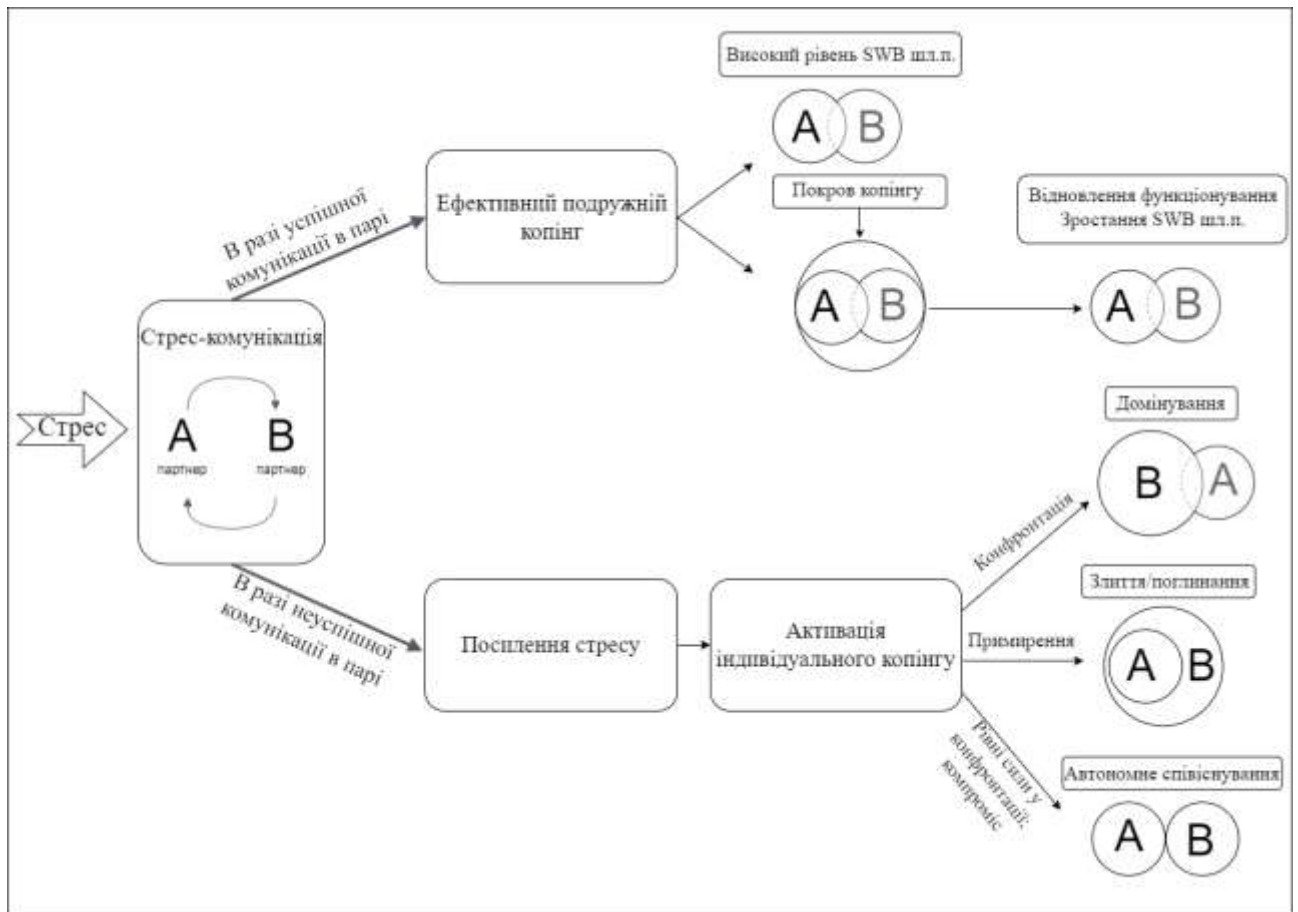 Стрес
Стрес-комунікація
A
партнер
B
партнер
В разі успішної
комунікації в парі
Ефективний подружній
копінг
Високий рівень SWB шл.п.
A B
Покров копінгу
A B
Відновлення функціонування
Зростання SWB шл.п.
A B
В разі неуспішної
комунікації в парі
Посилення стресу
Активація
індивідуального копінгу
Конфронтація
Домінування
B A
Примирення
Злиття/поглинання
A B
Рівні сили у
конфронтації;
компроміс
Автономне співіснування
A B